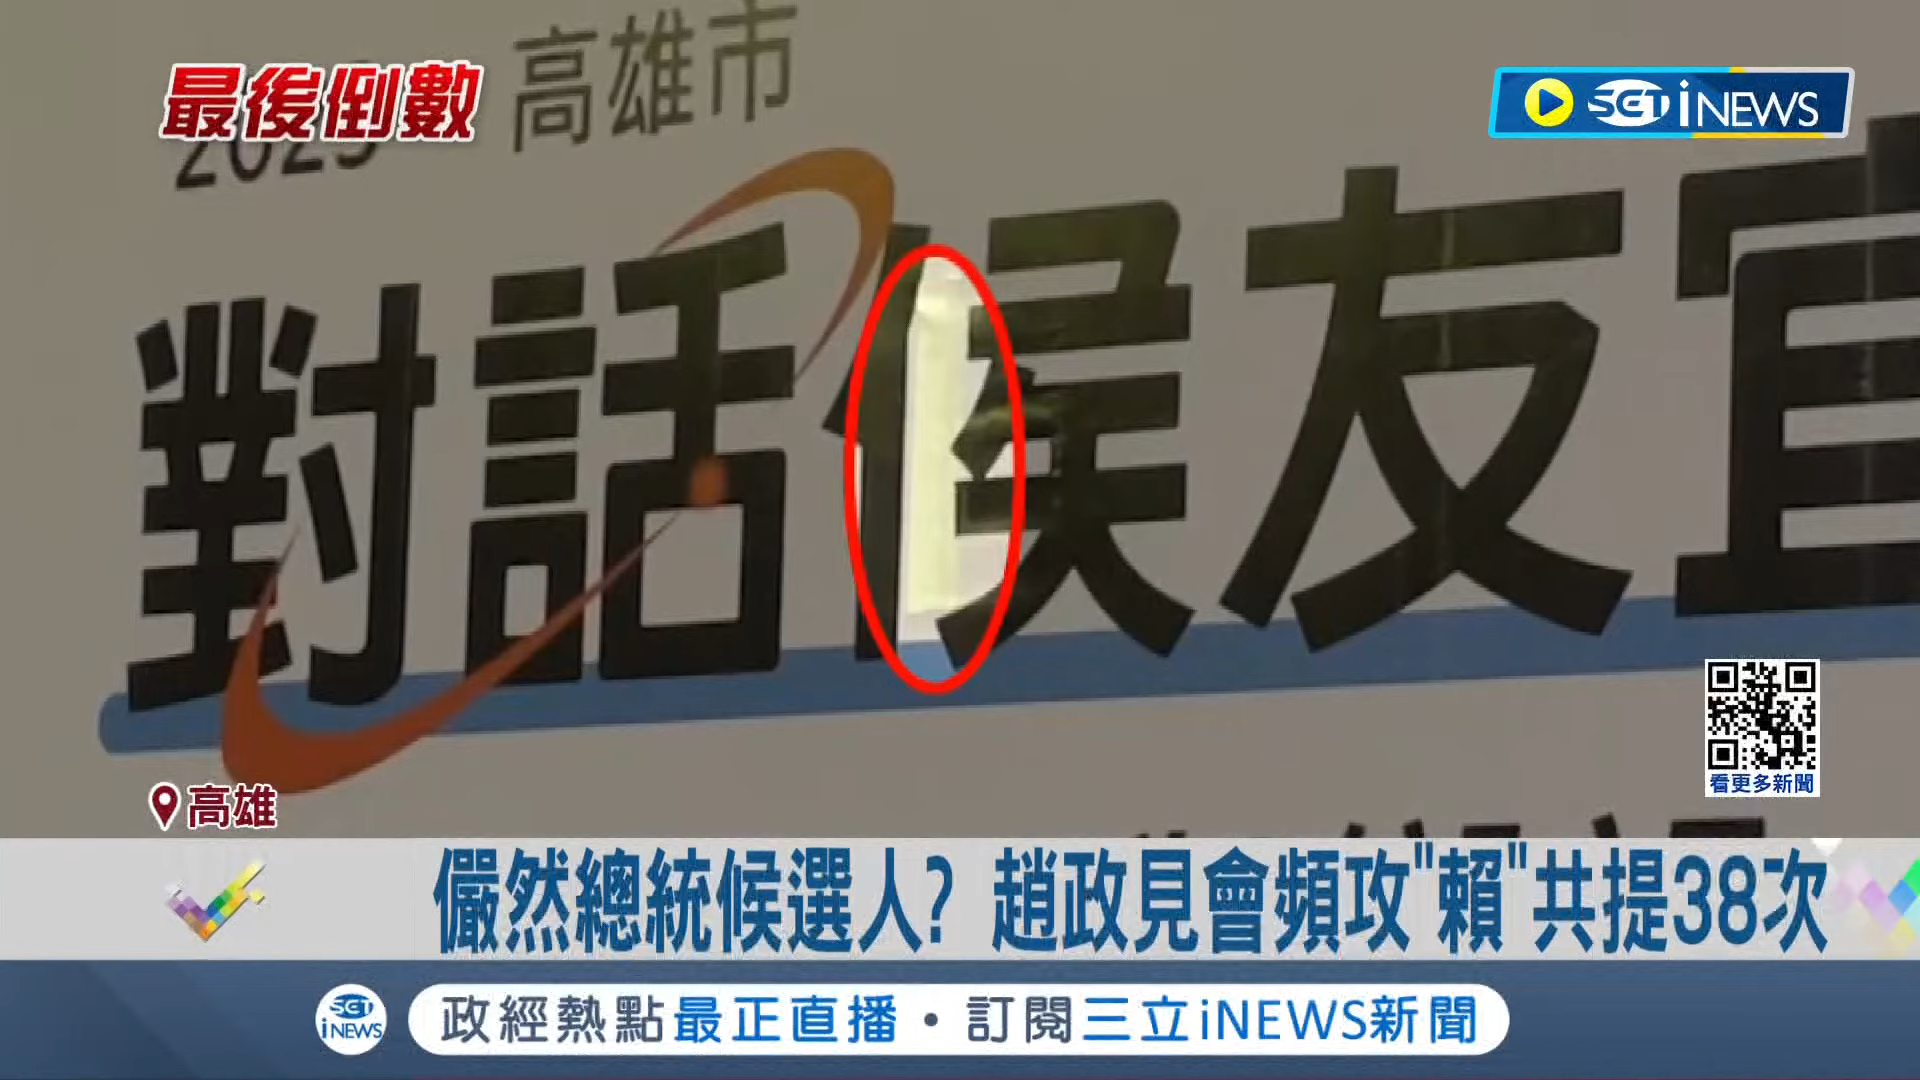 最後倒數
2023 高雄市
SET iNEWS
對話侯友宜
看更多新聞
高雄
儼然總統候選人? 趙政見會頻攻"賴"共提38次
SET iNEWS
政經熱點最正直播・訂閱三立iNEWS新聞